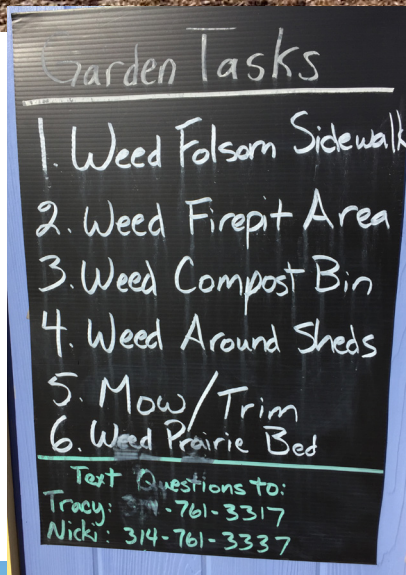 Garden Tasks
1. Weed Folsom Sidewalk
2. Weed Firepit Area
3. Weed Compost Bin
4. Weed Around Sheds
5. Mow/Trim
6. Weed Prairie Bed
Text Questions to:
Tracy: -761-3317
Nicki: 314-761-3337